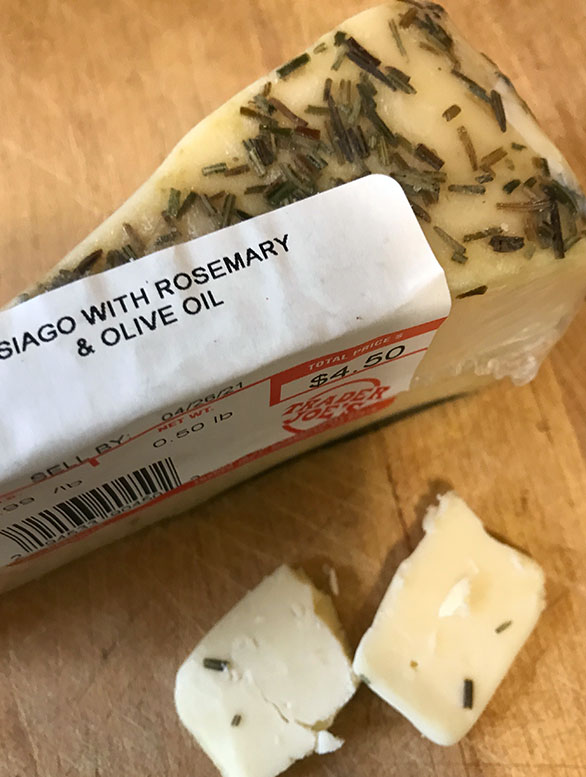 SIAGO WITH ROSEMARY
& OLIVE OIL
TOTAL PRICE $
$4.50
SELL BY: 04/26/21
NET WT.
0.50 lb
TRADER
JOE'S
99 /lb